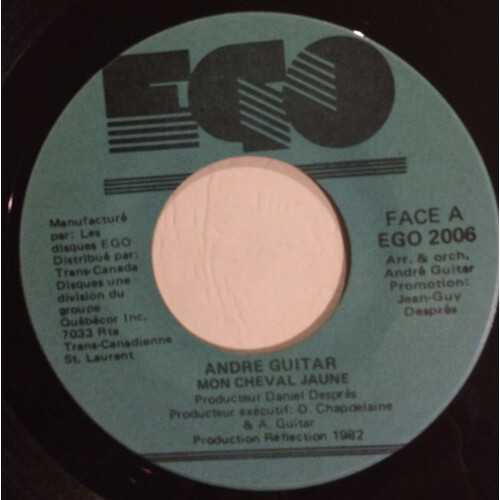 EGO
Manufacturé
par: Les
disques EGO
Distribué par:
Trans-Canada
Disques une
division du
groupe
Québécor Inc.
7033 Rte
Trans-Canadienne
St. Laurent
FACE A
EGO 2006
Arr. & orch.
André Guitar
Promotion:
Jean-Guy
Després
ANDRE GUITAR
MON CHEVAL JAUNE
Producteur Daniel Després
Producteur exécutif: D. Chapdelaine
& A. Guitar
Production Réflection 1982